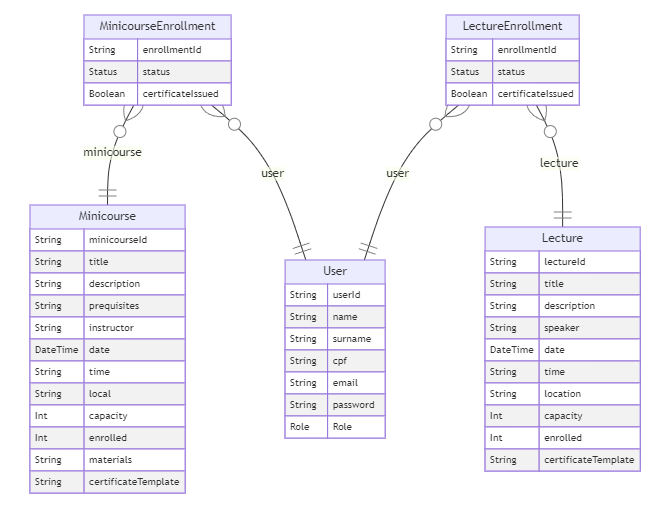 MinicourseEnrollment
String enrollmentId
Status status
Boolean certificateIssued
LectureEnrollment
String enrollmentId
Status status
Boolean certificateIssued
minicourse
user
user
lecture
Minicourse
String minicourseId
String title
String description
String prequisites
String instructor
DateTime date
String time
String local
Int capacity
Int enrolled
String materials
String certificateTemplate
User
String userId
String name
String surname
String cpf
String email
String password
Role Role
Lecture
String lectureId
String title
String description
String speaker
DateTime date
String time
String location
Int capacity
Int enrolled
String certificateTemplate